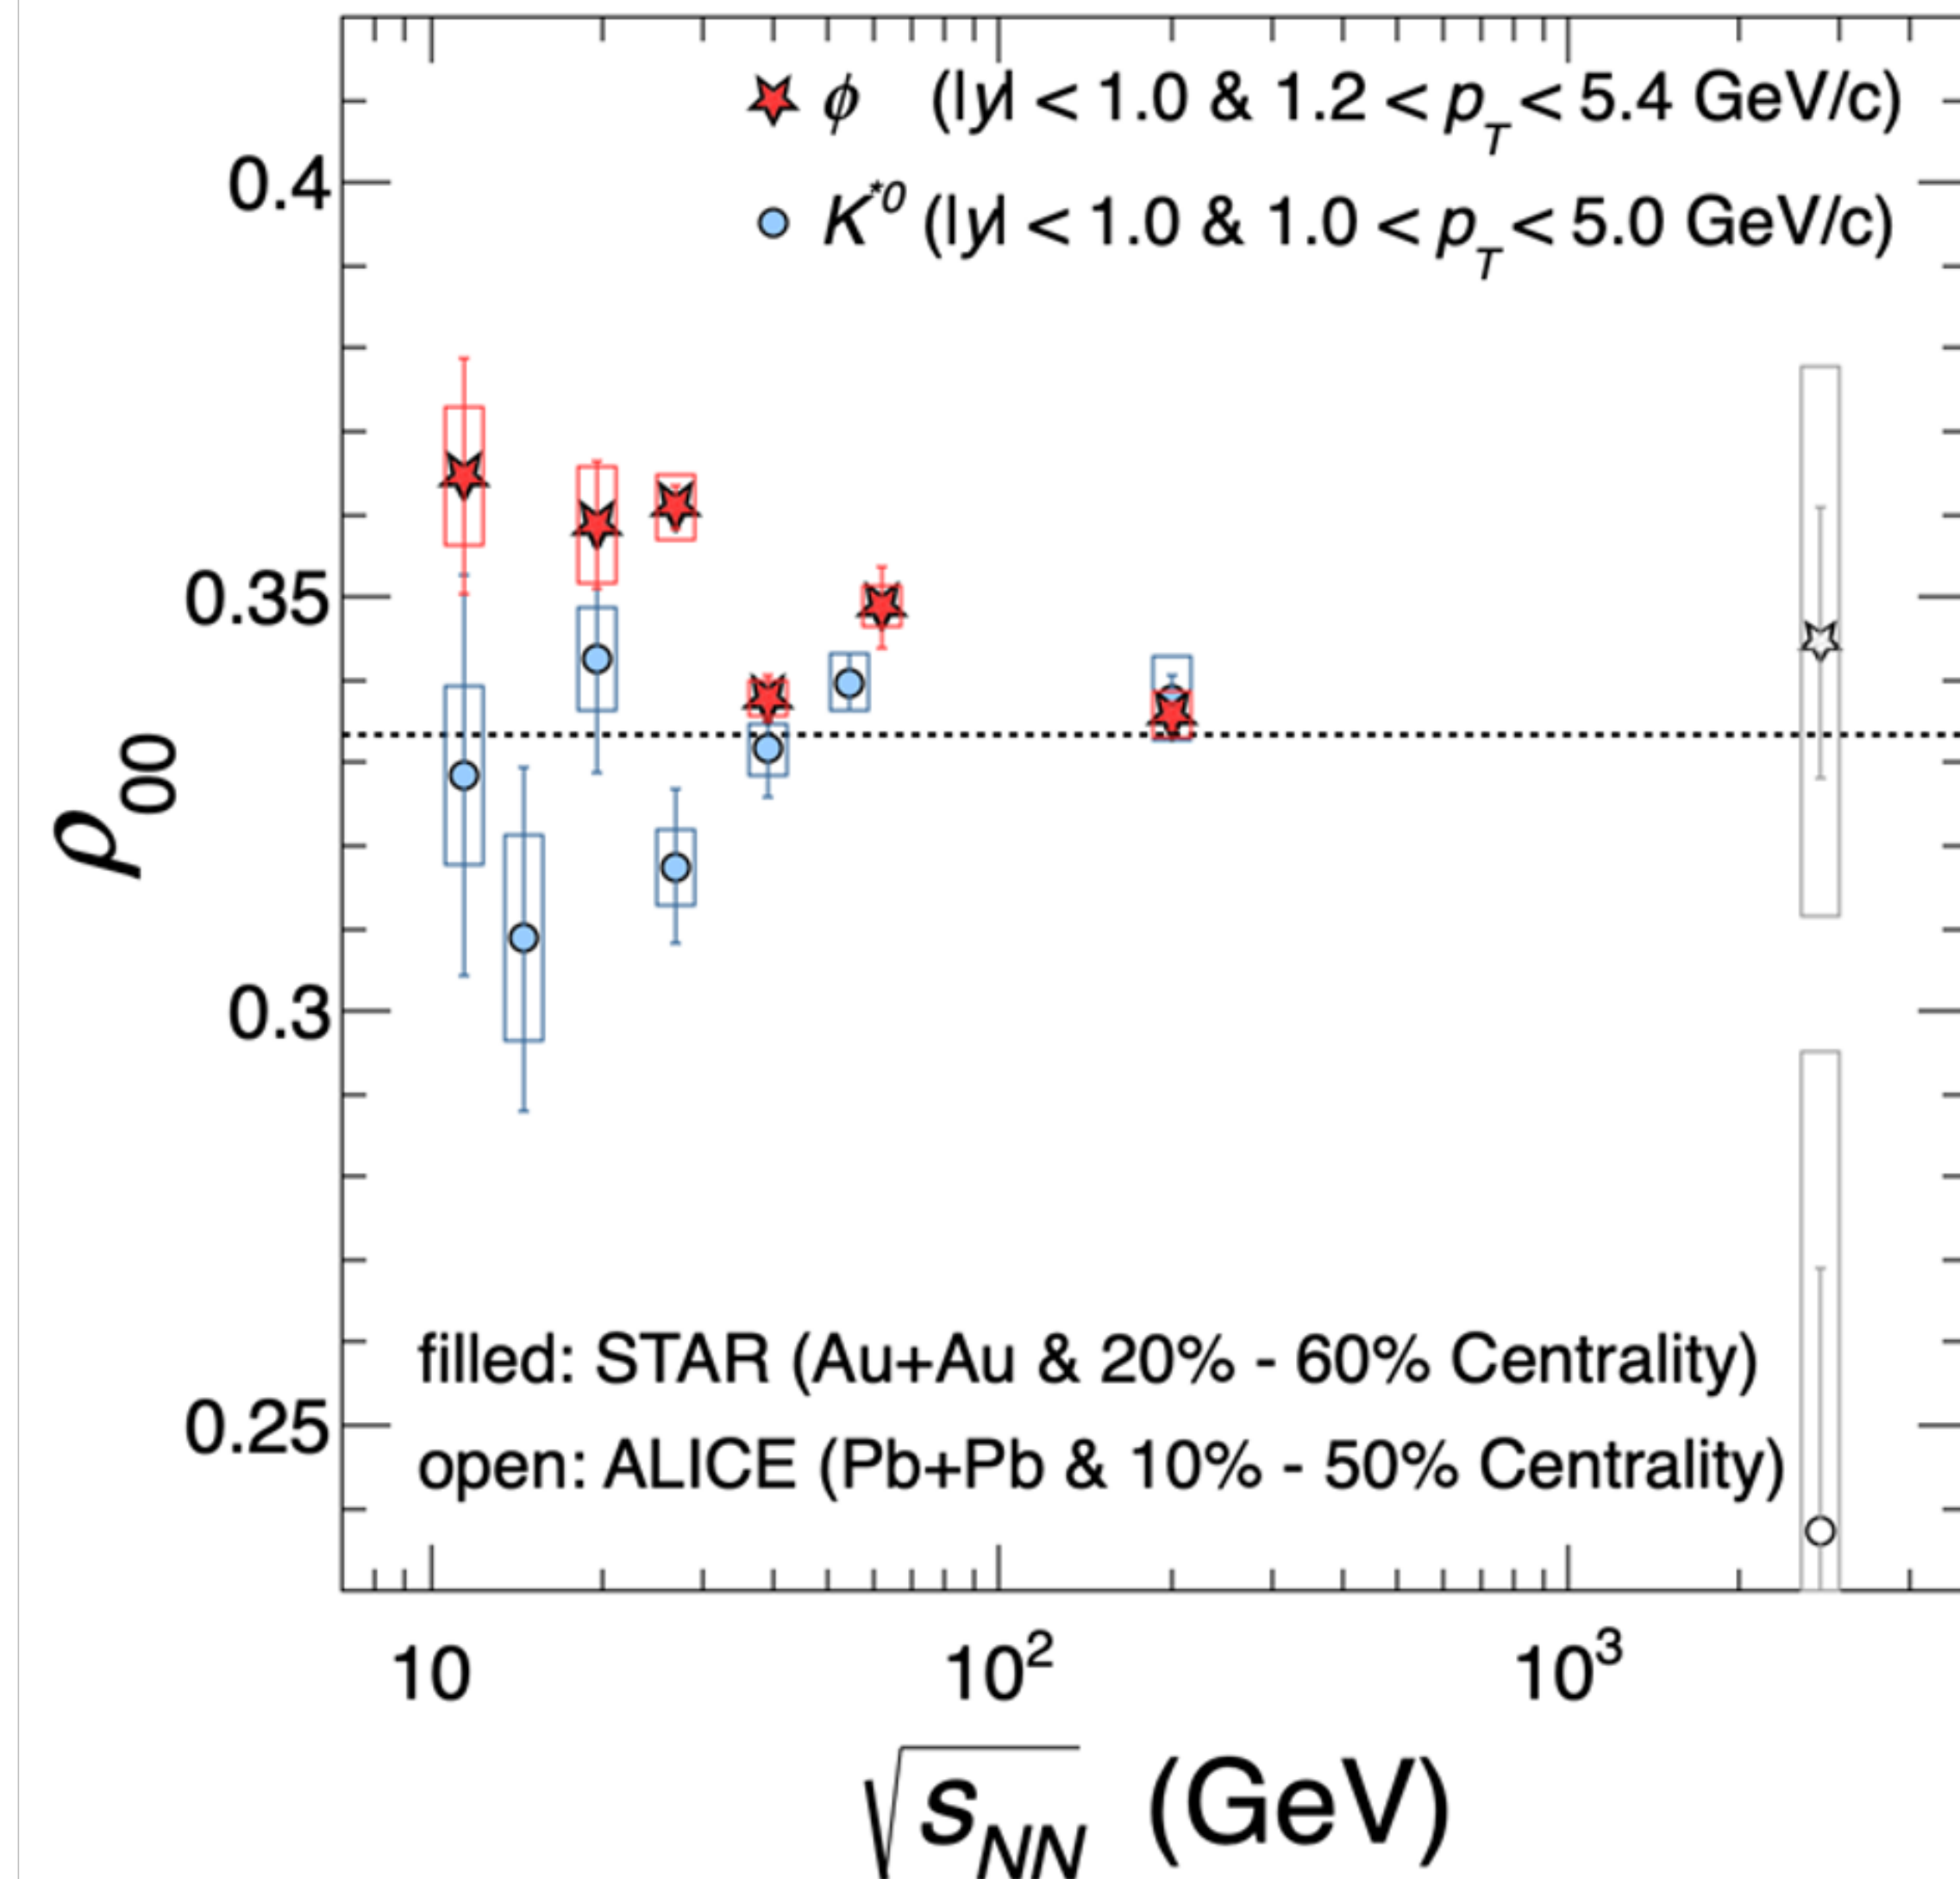 ϕ (|y| < 1.0 & 1.2 < p_T < 5.4 GeV/c)
K^*0 (|y| < 1.0 & 1.0 < p_T < 5.0 GeV/c)
0.4
0.35
0.3
0.25
ρ_00
filled: STAR (Au+Au & 20% - 60% Centrality)
open: ALICE (Pb+Pb & 10% - 50% Centrality)
10 10^2 10^3
√s_NN (GeV)